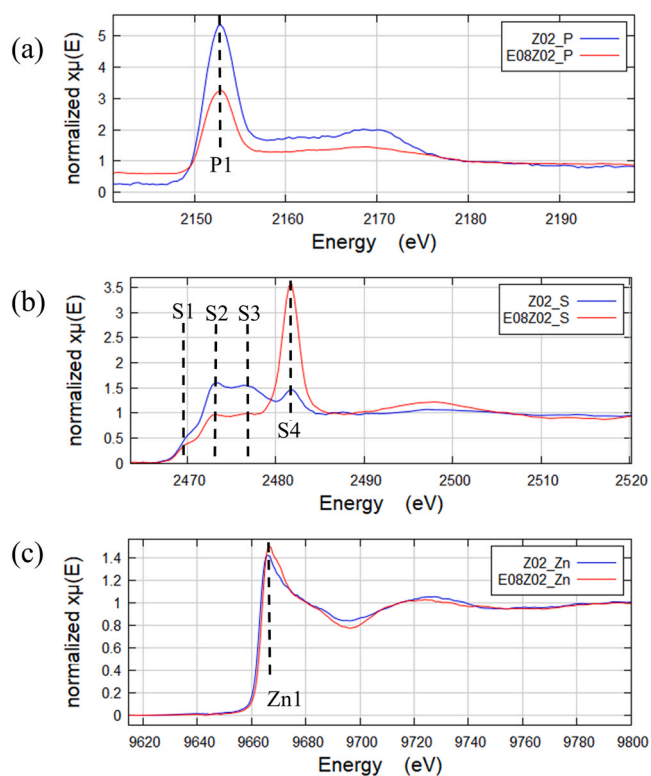 (a)
normalized xμ(E)
5
4
3
2
1
0
Z02_P
E08Z02_P
P1
2150 2160 2170 2180 2190
Energy (eV)
(b)
normalized xμ(E)
3.5
3
2.5
2
1.5
1
0.5
0
S1 S2 S3
S4
Z02_S
E08Z02_S
2470 2480 2490 2500 2510 2520
Energy (eV)
(c)
normalized xμ(E)
1.4
1.2
1
0.8
0.6
0.4
0.2
0
Z02_Zn
E08Z02_Zn
Zn1
9620 9640 9660 9680 9700 9720 9740 9760 9780 9800
Energy (eV)